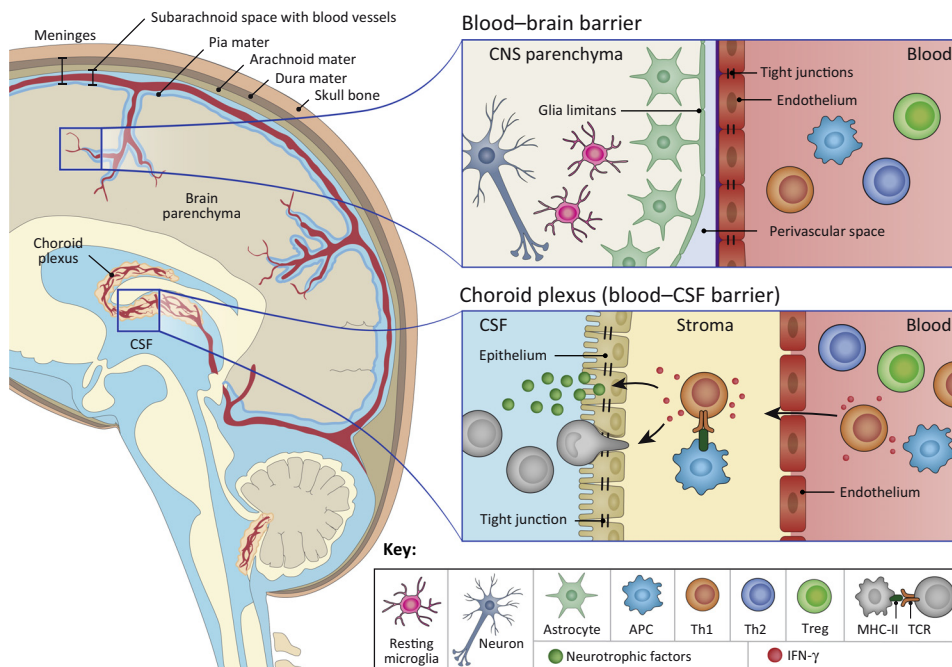 Subarachnoid space with blood vessels
Meninges
Pia mater
Arachnoid mater
Dura mater
Skull bone
Brain
parenchyma
Choroid
plexus
CSF
Blood–brain barrier
CNS parenchyma
Blood
Tight junctions
Endothelium
Glia limitans
Perivascular space
Choroid plexus (blood–CSF barrier)
CSF
Stroma
Blood
Epithelium
Endothelium
Tight junction
Key:
Resting
microglia
Neuron
Astrocyte
APC
Th1
Th2
Treg
MHC-II
TCR
Neurotrophic factors
IFN-γ